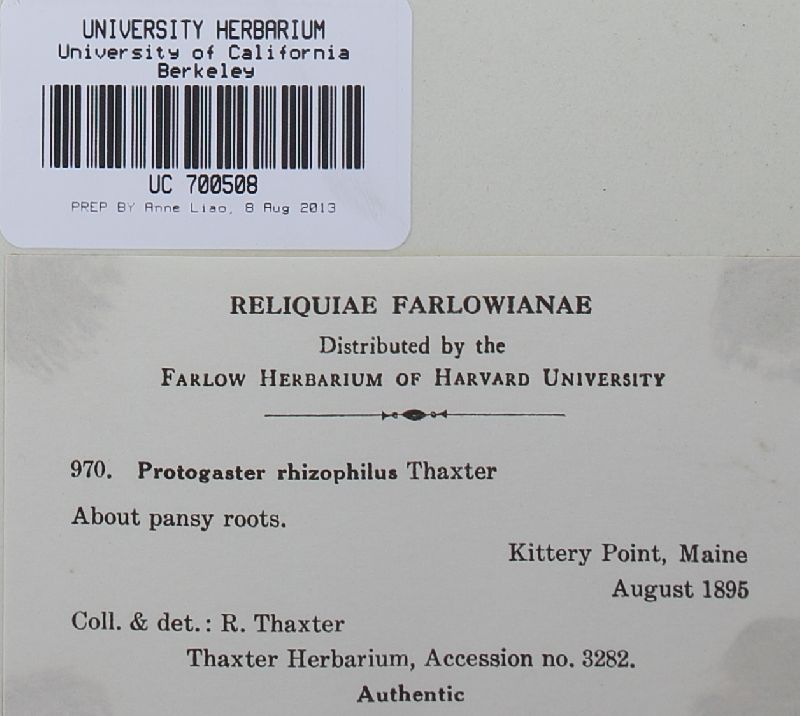 UNIVERSITY HERBARIUM
University of California
Berkeley
UC 700508
PREP BY Anne Liao, 8 Aug 2013
RELIQUIAE FARLOWIANAE
Distributed by the
FARLOW HERBARIUM OF HARVARD UNIVERSITY
970. Protogaster rhizophilus Thaxter
About pansy roots.
Kittery Point, Maine
August 1895
Coll. & det.: R. Thaxter
Thaxter Herbarium, Accession no. 3282.
Authentic